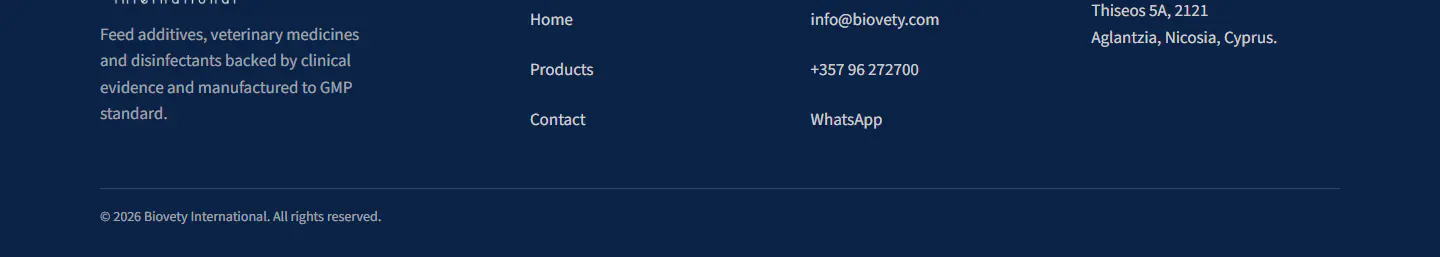 Feed additives, veterinary medicines
and disinfectants backed by clinical
evidence and manufactured to GMP
standard.
Home
Products
Contact
info@biovety.com
+357 96 272700
WhatsApp
Thiseos 5A, 2121
Aglantzia, Nicosia, Cyprus.
© 2026 Biovety International. All rights reserved.